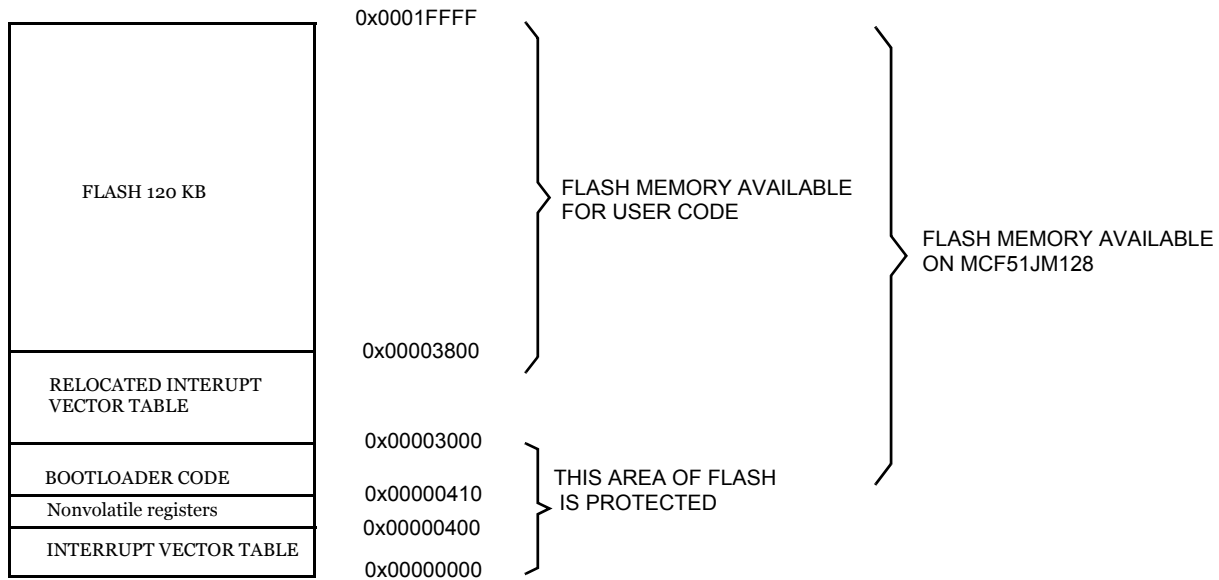 0x0001FFFF
FLASH 120 KB
FLASH MEMORY AVAILABLE
FOR USER CODE
FLASH MEMORY AVAILABLE
ON MCF51JM128
0x00003800
RELOCATED INTERUPT
VECTOR TABLE
0x00003000
BOOTLOADER CODE
THIS AREA OF FLASH
IS PROTECTED
0x00000410
Nonvolatile registers
0x00000400
INTERRUPT VECTOR TABLE
0x00000000